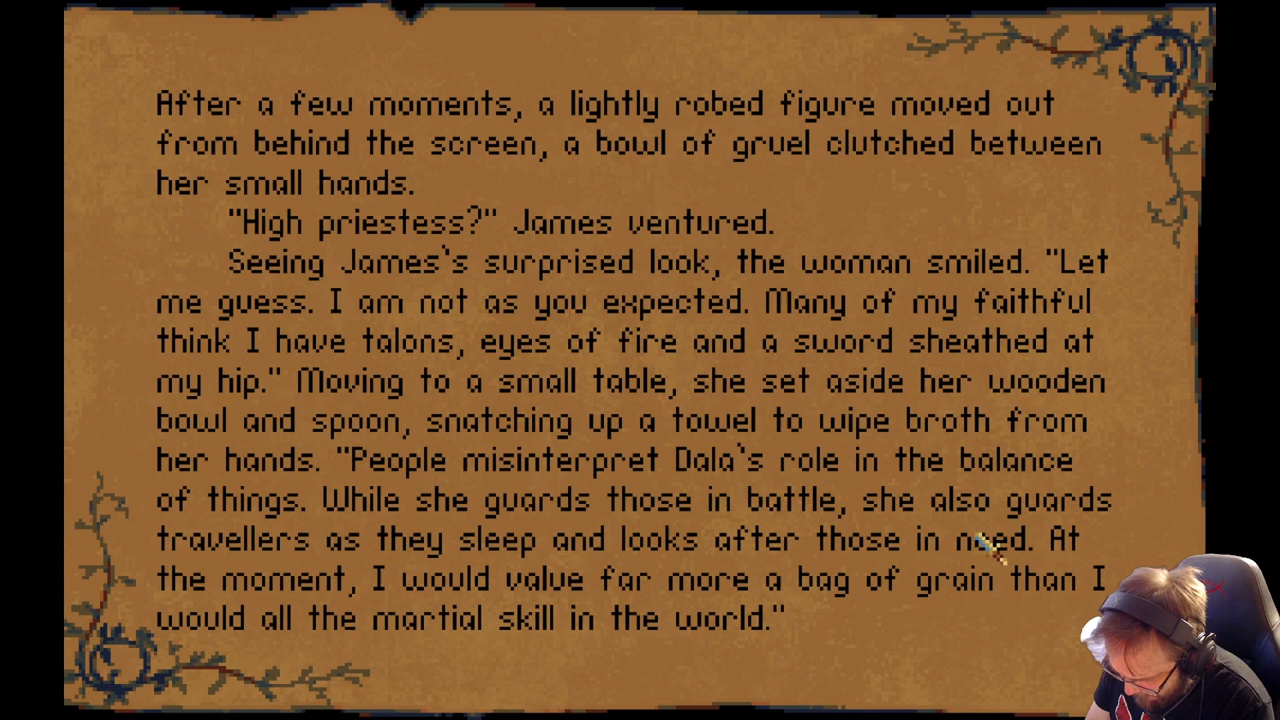 After a few moments, a lightly robed figure moved out
from behind the screen, a bowl of gruel clutched between
her small hands.
"High priestess?" James ventured.
Seeing James's surprised look, the woman smiled. "Let
me guess. I am not as you expected. Many of my faithful
think I have talons, eyes of fire and a sword sheathed at
my hip." Moving to a small table, she set aside her wooden
bowl and spoon, snatching up a towel to wipe broth from
her hands. "People misinterpret Dala's role in the balance
of things. While she guards those in battle, she also guards
travellers as they sleep and looks after those in need. At
the moment, I would value far more a bag of grain than I
would all the martial skill in the world."